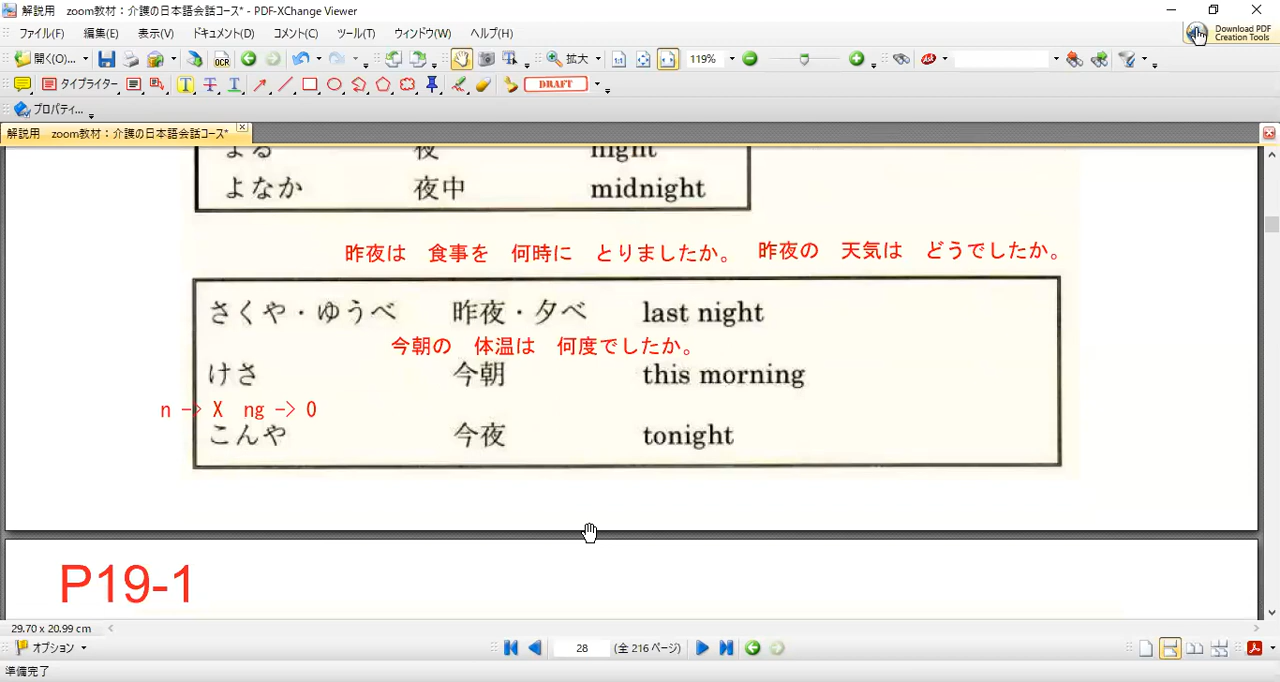 解説用　zoom教材：介護の日本語会話コース* - PDF-XChange Viewer
ファイル(F) 編集(E) 表示(V) ドキュメント(D) コメント(C) ツール(T) ウィンドウ(W) ヘルプ(H)
Download PDF
Creation Tools
開く(O)... OCR 拡大 119%
タイプライター T T T DRAFT
プロパティ...
解説用　zoom教材：介護の日本語会話コース*
よる 夜 night
よなか 夜中 midnight
昨夜は　食事を　何時に　とりましたか。 昨夜の　天気は　どうでしたか。
さくや・ゆうべ 昨夜・夕べ last night
今朝の　体温は　何度でしたか。
けさ 今朝 this morning
n -> X ng -> O
こんや 今夜 tonight
P19-1
29.70 x 20.99 cm
オプション 28 (全 216 ページ)
準備完了